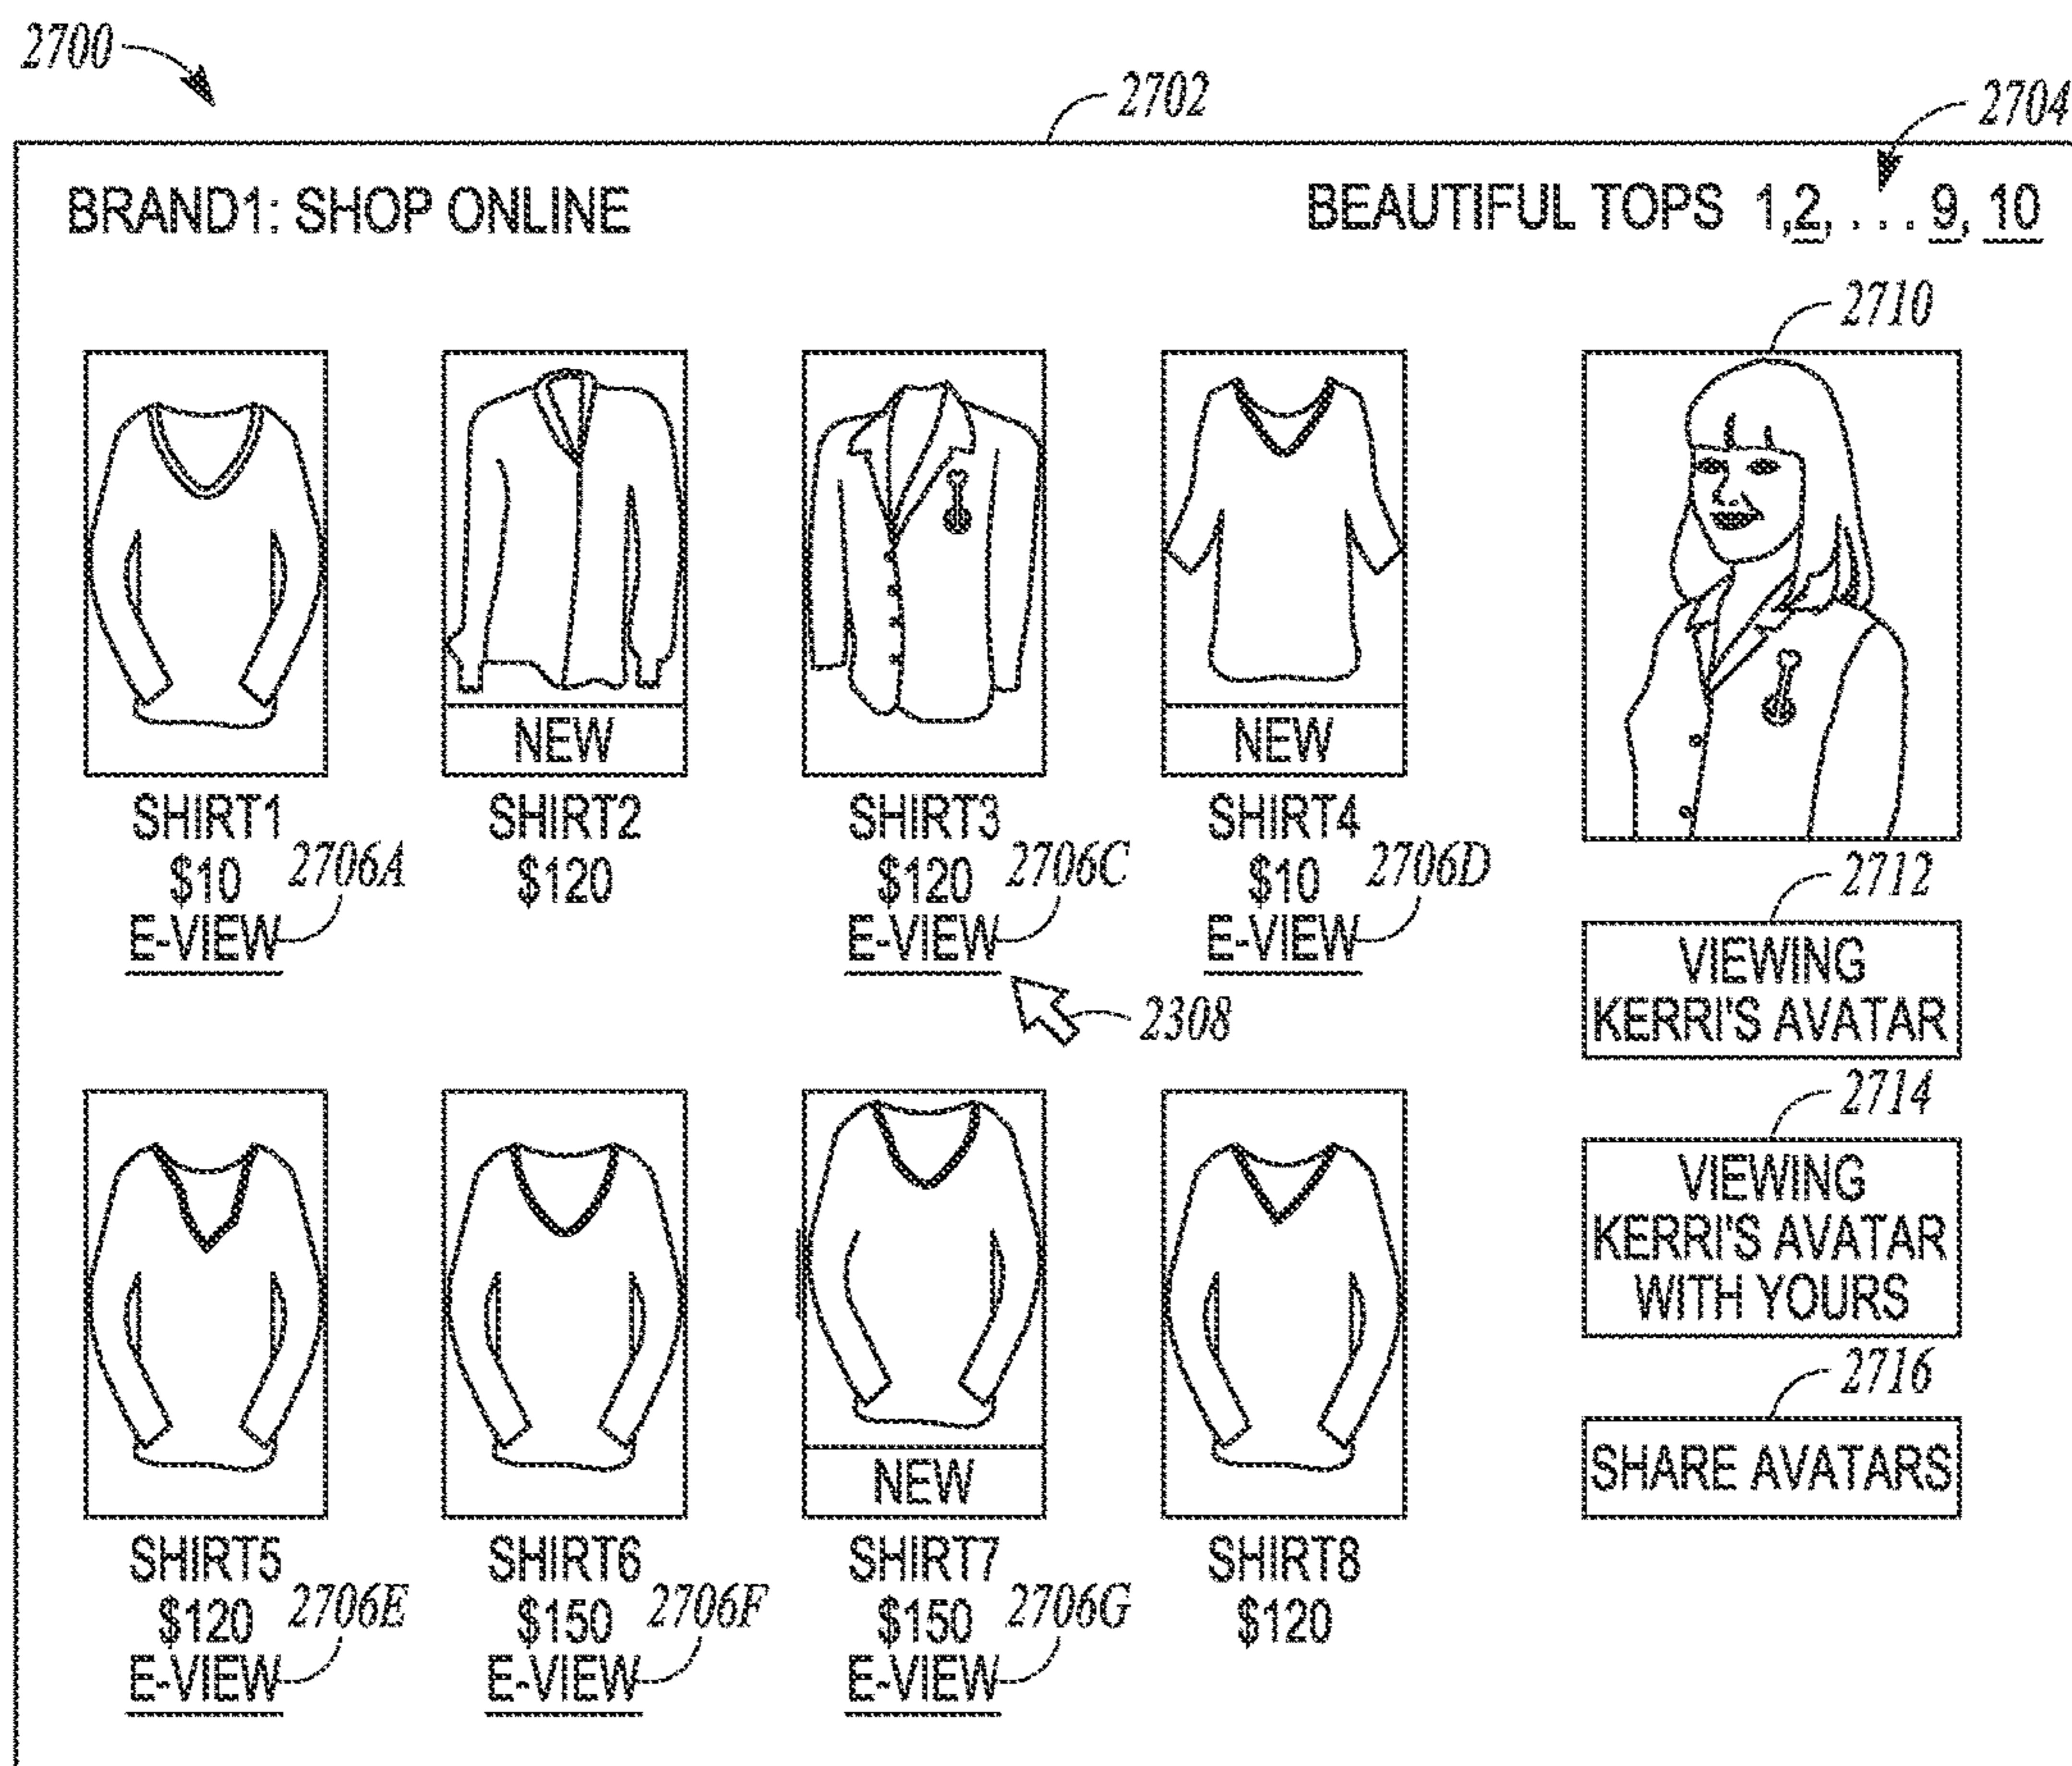 2700
2702
2704
BRAND1: SHOP ONLINE
BEAUTIFUL TOPS 1,2, . . . 9, 10
2710
NEW
NEW
SHIRT1
SHIRT2
SHIRT3
SHIRT4
$10
2706A
$120
$120
2706C
$10
2706D
2712
E-VIEW
E-VIEW
E-VIEW
VIEWING
KERRI'S AVATAR
2308
2714
VIEWING
KERRI'S AVATAR
WITH YOURS
2716
NEW
SHARE AVATARS
SHIRT5
SHIRT6
SHIRT7
SHIRT8
$120
2706E
$150
2706F
$150
2706G
$120
E-VIEW
E-VIEW
E-VIEW